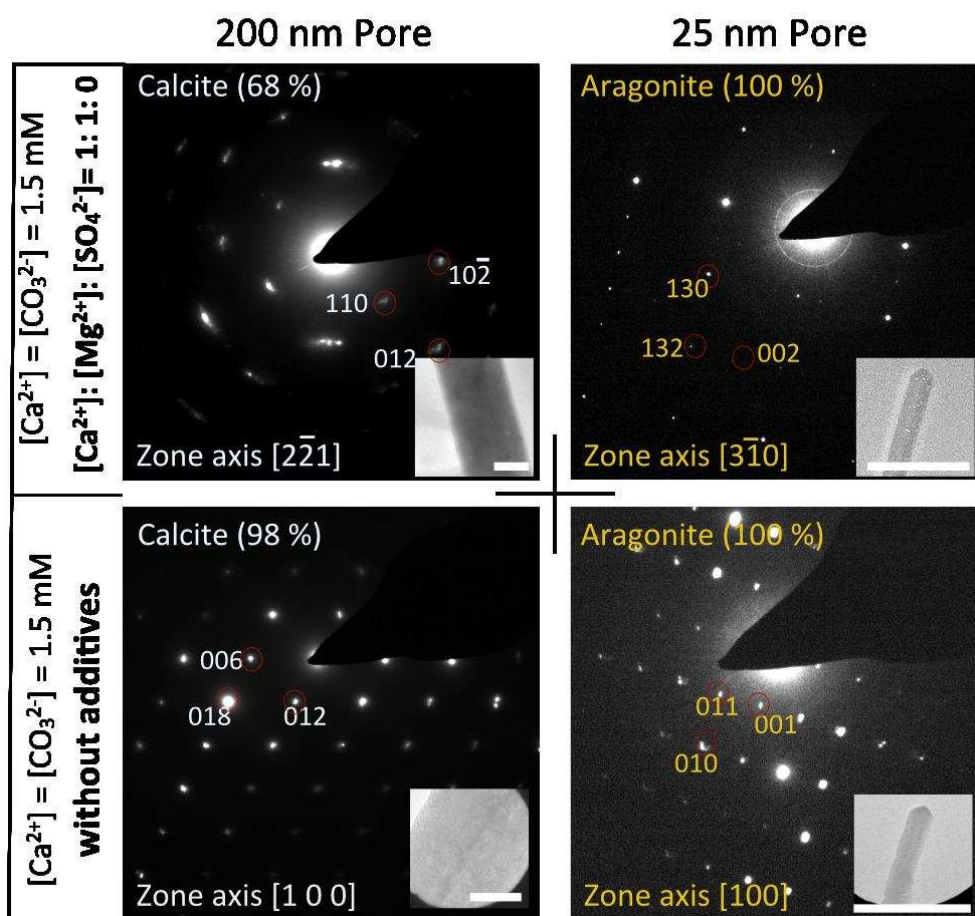 200 nm Pore
25 nm Pore
[Ca²⁺] = [CO₃²⁻] = 1.5 mM
[Ca²⁺]: [Mg²⁺]: [SO₄²⁻]= 1: 1: 0
Calcite (68 %)
102̅
110
012
Zone axis [22̅1]
Aragonite (100 %)
130
132
002
Zone axis [31̅0]
[Ca²⁺] = [CO₃²⁻] = 1.5 mM
without additives
Calcite (98 %)
006
018
012
Zone axis [1 0 0]
Aragonite (100 %)
011
001
010
Zone axis [100]